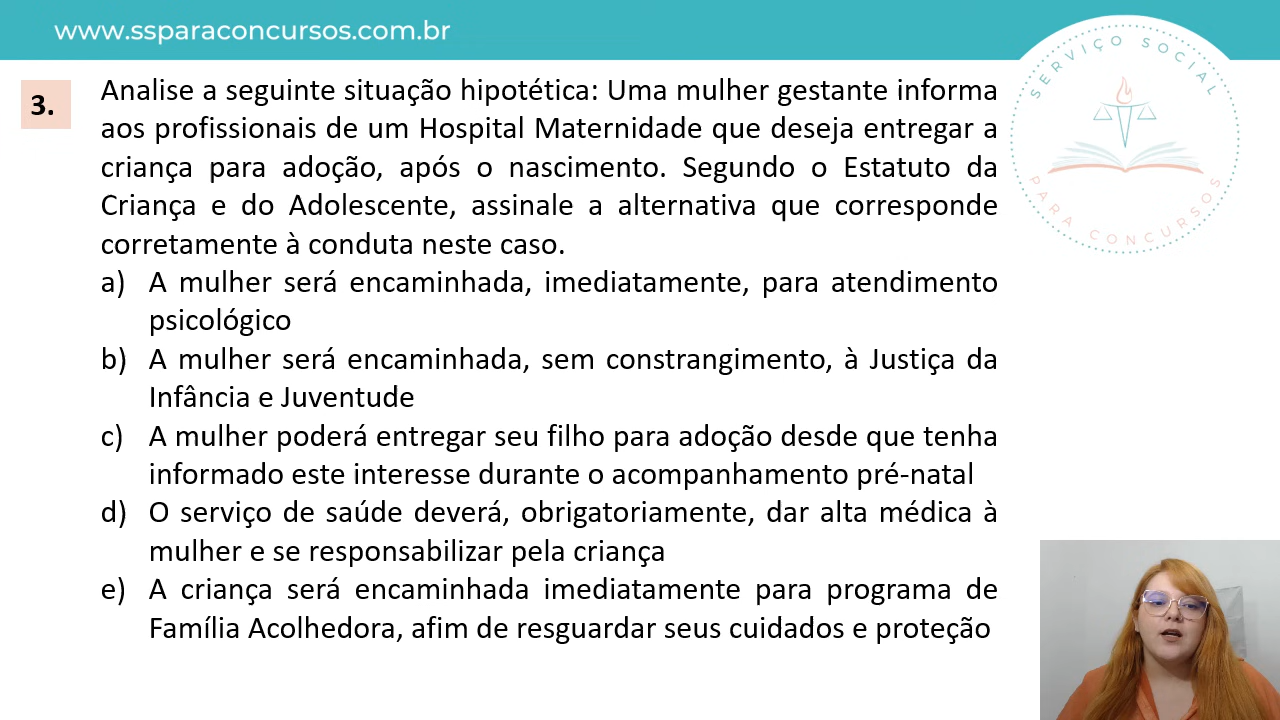 www.ssparaconcursos.com.br
SERVIÇO SOCIAL
PARA CONCURSOS
3.
Analise a seguinte situação hipotética: Uma mulher gestante informa
aos profissionais de um Hospital Maternidade que deseja entregar a
criança para adoção, após o nascimento. Segundo o Estatuto da
Criança e do Adolescente, assinale a alternativa que corresponde
corretamente à conduta neste caso.
a) A mulher será encaminhada, imediatamente, para atendimento
psicológico
b) A mulher será encaminhada, sem constrangimento, à Justiça da
Infância e Juventude
c) A mulher poderá entregar seu filho para adoção desde que tenha
informado este interesse durante o acompanhamento pré-natal
d) O serviço de saúde deverá, obrigatoriamente, dar alta médica à
mulher e se responsabilizar pela criança
e) A criança será encaminhada imediatamente para programa de
Família Acolhedora, afim de resguardar seus cuidados e proteção